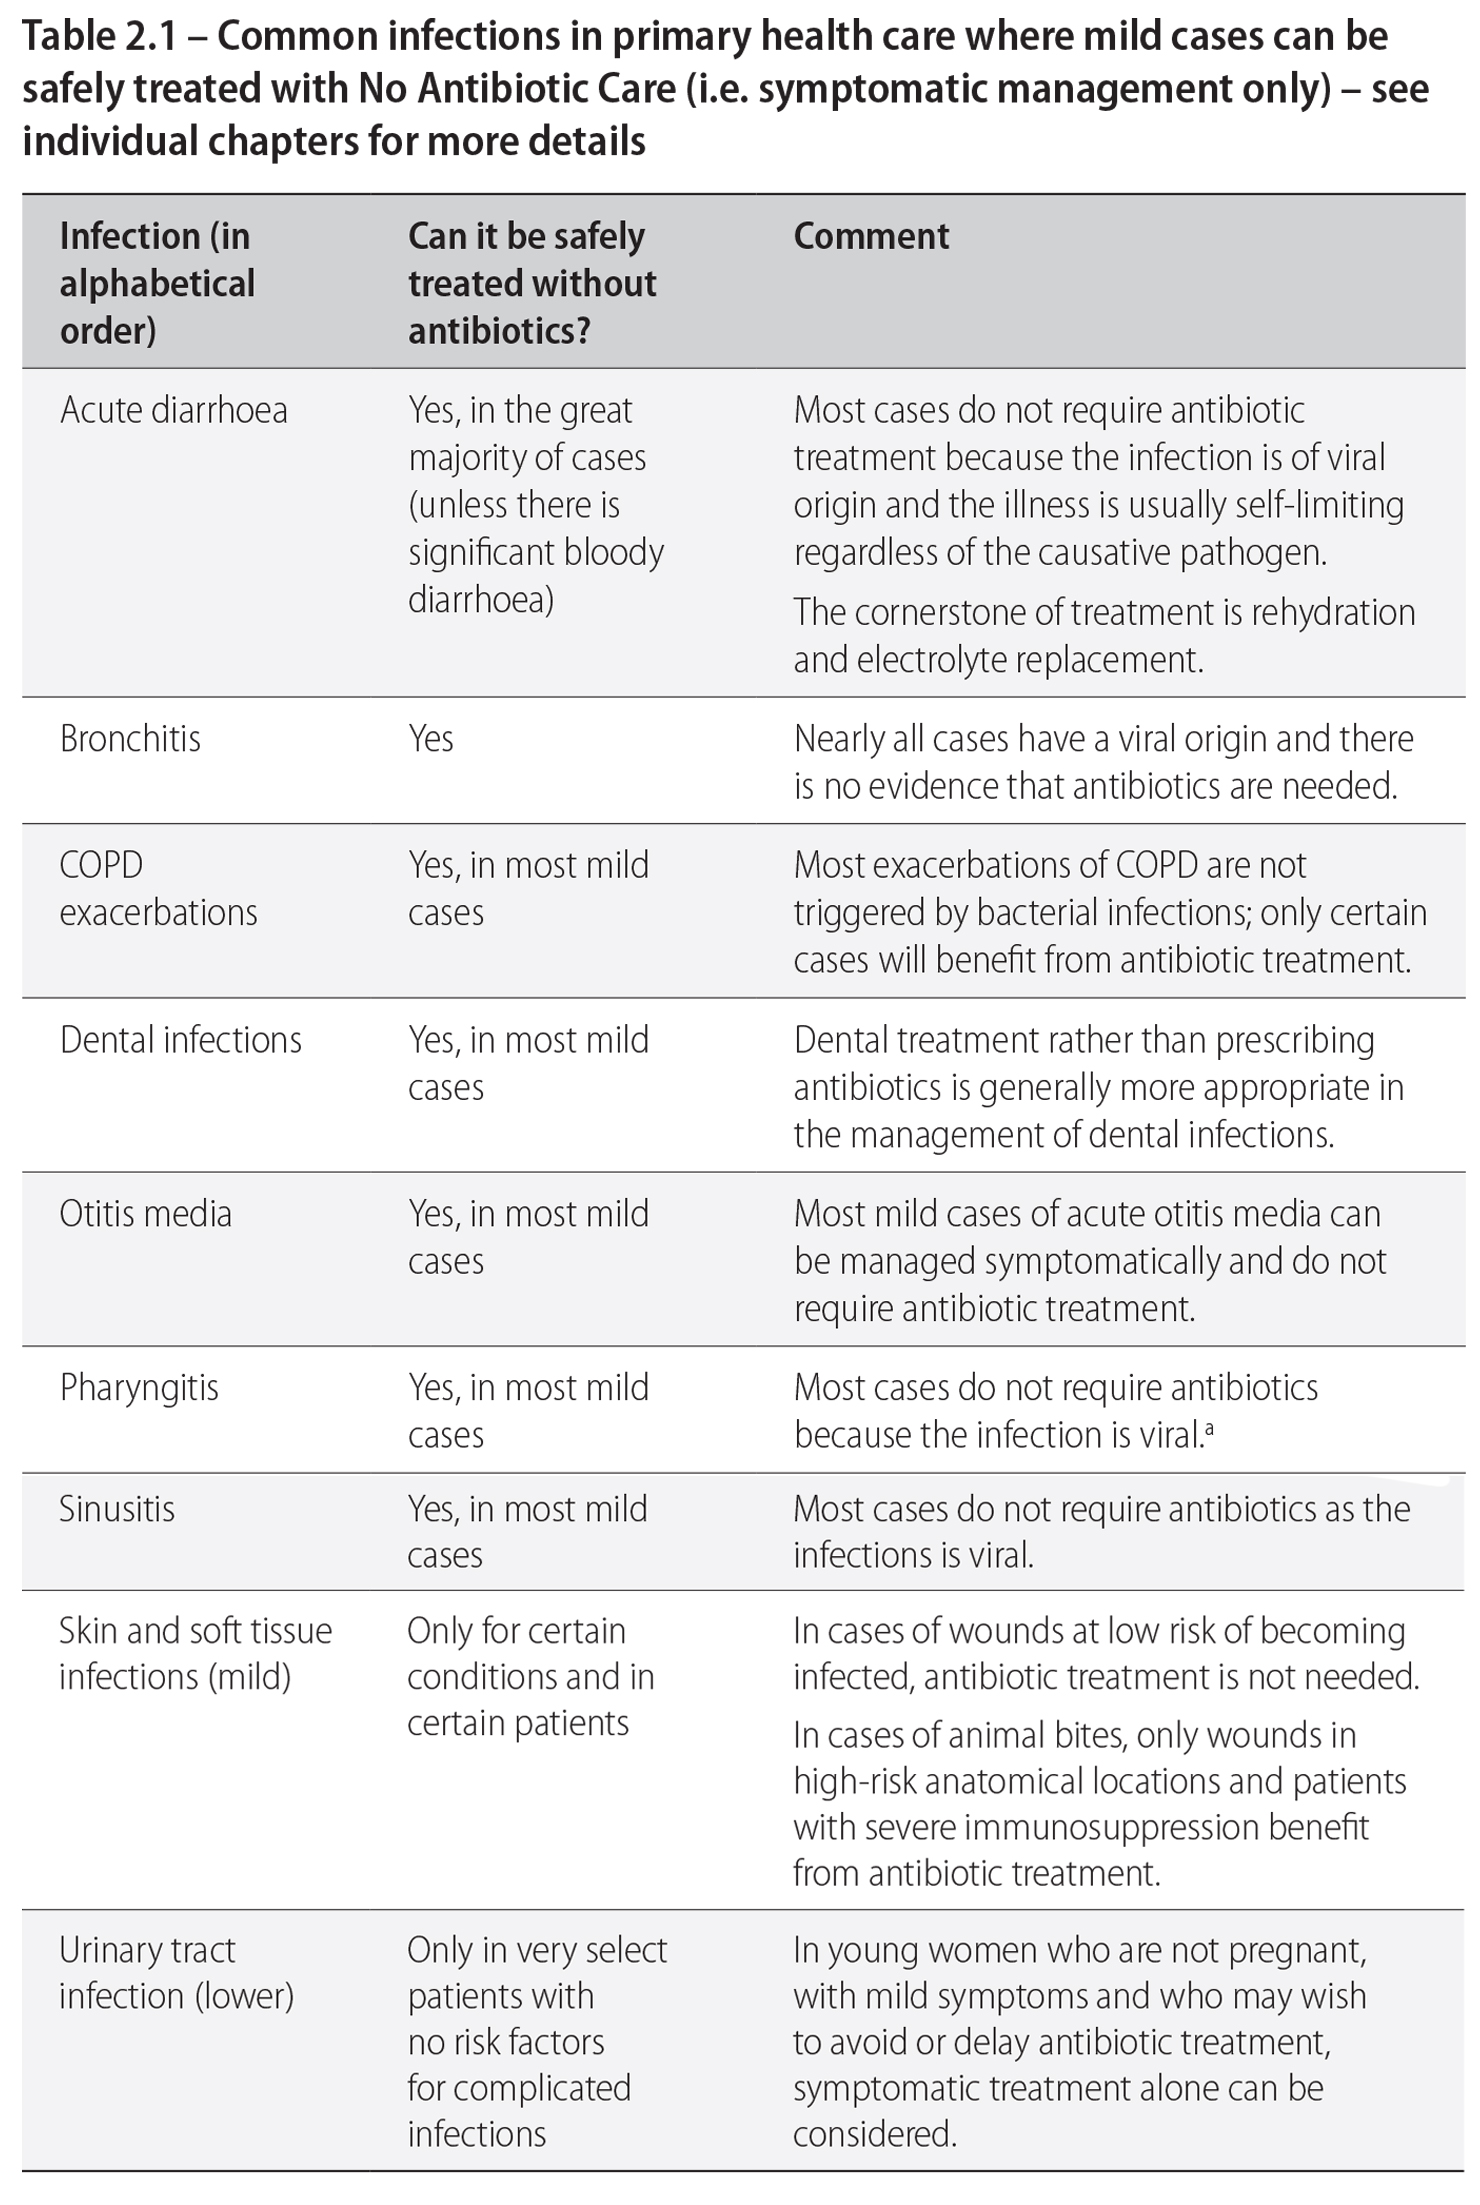 Table 2.1 – Common infections in primary health care where mild cases can be
safely treated with No Antibiotic Care (i.e. symptomatic management only) – see
individual chapters for more details
Infection (in
alphabetical
order)
Can it be safely
treated without
antibiotics?
Comment
Acute diarrhoea
Yes, in the great
majority of cases
(unless there is
significant bloody
diarrhoea)
Most cases do not require antibiotic
treatment because the infection is of viral
origin and the illness is usually self-limiting
regardless of the causative pathogen.
The cornerstone of treatment is rehydration
and electrolyte replacement.
Bronchitis
Yes
Nearly all cases have a viral origin and there
is no evidence that antibiotics are needed.
COPD
exacerbations
Yes, in most mild
cases
Most exacerbations of COPD are not
triggered by bacterial infections; only certain
cases will benefit from antibiotic treatment.
Dental infections
Yes, in most mild
cases
Dental treatment rather than prescribing
antibiotics is generally more appropriate in
the management of dental infections.
Otitis media
Yes, in most mild
cases
Most mild cases of acute otitis media can
be managed symptomatically and do not
require antibiotic treatment.
Pharyngitis
Yes, in most mild
cases
Most cases do not require antibiotics
because the infection is viral.ᵃ
Sinusitis
Yes, in most mild
cases
Most cases do not require antibiotics as the
infections is viral.
Skin and soft tissue
infections (mild)
Only for certain
conditions and in
certain patients
In cases of wounds at low risk of becoming
infected, antibiotic treatment is not needed.
In cases of animal bites, only wounds in
high-risk anatomical locations and patients
with severe immunosuppression benefit
from antibiotic treatment.
Urinary tract
infection (lower)
Only in very select
patients with
no risk factors
for complicated
infections
In young women who are not pregnant,
with mild symptoms and who may wish
to avoid or delay antibiotic treatment,
symptomatic treatment alone can be
considered.